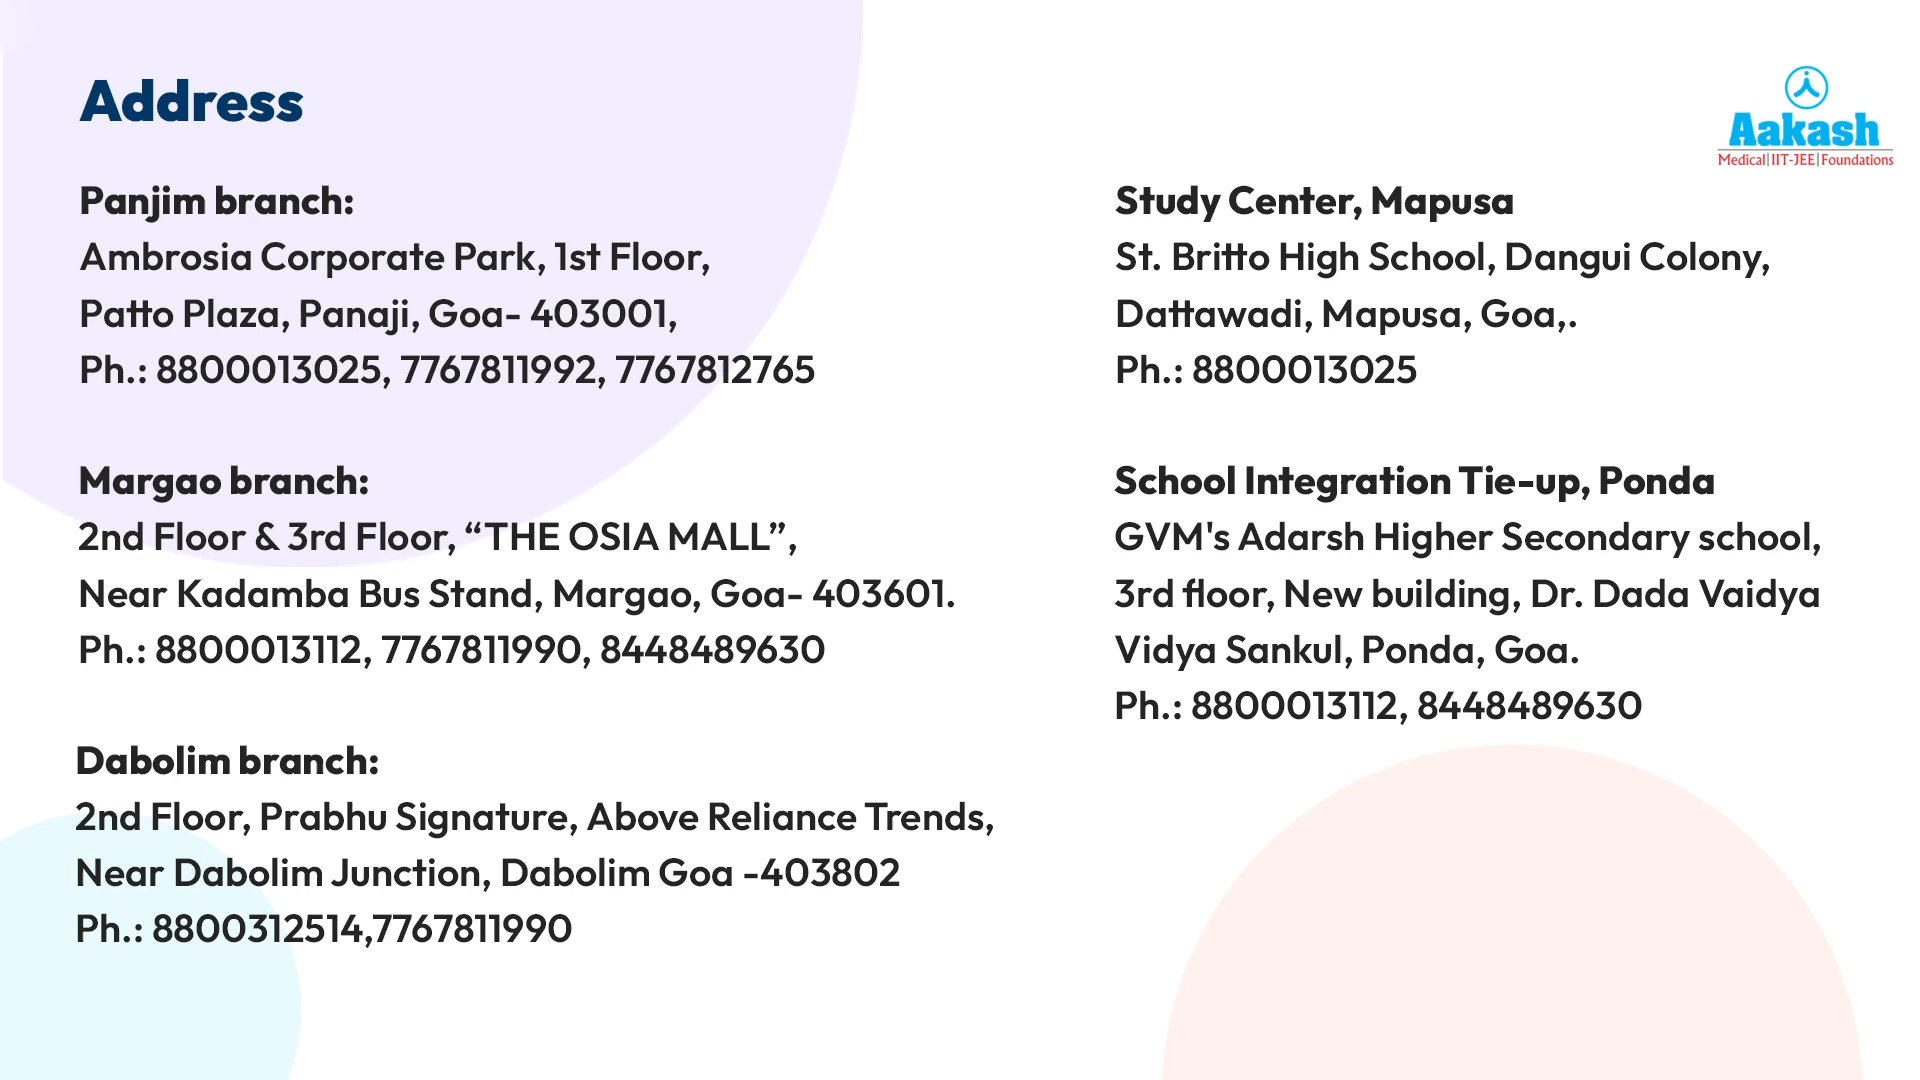 Address
Aakash
Medical|IIT-JEE|Foundations
Panjim branch:
Ambrosia Corporate Park, 1st Floor,
Patto Plaza, Panaji, Goa- 403001,
Ph.: 8800013025, 7767811992, 7767812765
Margao branch:
2nd Floor & 3rd Floor, “THE OSIA MALL”,
Near Kadamba Bus Stand, Margao, Goa- 403601.
Ph.: 8800013112, 7767811990, 8448489630
Dabolim branch:
2nd Floor, Prabhu Signature, Above Reliance Trends,
Near Dabolim Junction, Dabolim Goa -403802
Ph.: 8800312514,7767811990
Study Center, Mapusa
St. Britto High School, Dangui Colony,
Dattawadi, Mapusa, Goa,.
Ph.: 8800013025
School Integration Tie-up, Ponda
GVM's Adarsh Higher Secondary school,
3rd floor, New building, Dr. Dada Vaidya
Vidya Sankul, Ponda, Goa.
Ph.: 8800013112, 8448489630